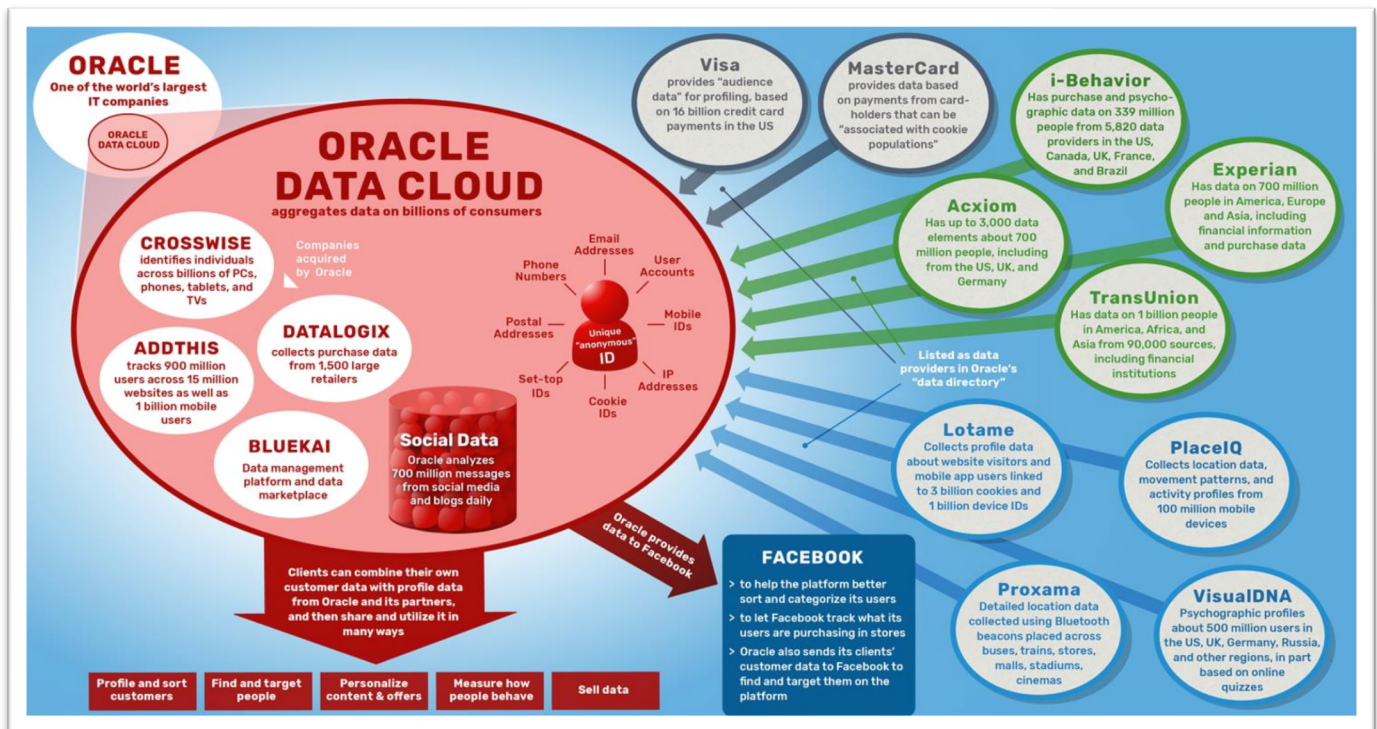 ORACLE
One of the world's largest
IT companies
ORACLE
DATA CLOUD
ORACLE
DATA CLOUD
aggregates data on billions of consumers
CROSSWISE
identifies individuals
across billions of PCs,
phones, tablets, and
TVs
Companies
acquired
by Oracle
DATALOGIX
collects purchase data
from 1,500 large
retailers
ADDTHIS
tracks 900 million
users across 15 million
websites as well as
1 billion mobile
users
BLUEKAI
Data management
platform and data
marketplace
Email
Addresses
User
Accounts
Phone
Numbers
Mobile
IDs
Postal
Addresses
Unique
"anonymous"
ID
IP
Addresses
Set-top
IDs
Cookie
IDs
Social Data
Oracle analyzes
700 million messages
from social media
and blogs daily
Clients can combine their own
customer data with profile data
from Oracle and its partners,
and then share and utilize it in
many ways
Profile and sort
customers
Find and target
people
Personalize
content & offers
Measure how
people behave
Sell data
Oracle provides
data to Facebook
FACEBOOK
> to help the platform better
sort and categorize its users
> to let Facebook track what its
users are purchasing in stores
> Oracle also sends its clients'
customer data to Facebook to
find and target them on the
platform
Visa
provides "audience
data" for profiling, based
on 16 billion credit card
payments in the US
MasterCard
provides data based
on payments from card-
holders that can be
"associated with cookie
populations"
i-Behavior
Has purchase and psycho-
graphic data on 339 million
people from 5,820 data
providers in the US,
Canada, UK, France,
and Brazil
Experian
Has data on 700 million
people in America, Europe
and Asia, including
financial information
and purchase data
Acxiom
Has up to 3,000 data
elements about 700
million people, including
from the US, UK, and
Germany
TransUnion
Has data on 1 billion people
in America, Africa, and
Asia from 90,000 sources,
including financial
institutions
Listed as data
providers in Oracle's
"data directory"
Lotame
Collects profile data
about website visitors and
mobile app users linked
to 3 billion cookies and
1 billion device IDs
PlaceIQ
Collects location data,
movement patterns, and
activity profiles from
100 million mobile
devices
Proxama
Detailed location data
collected using Bluetooth
beacons placed across
buses, trains, stores,
malls, stadiums,
cinemas
VisualDNA
Psychographic profiles
about 500 million users in
the US, UK, Germany, Russia,
and other regions, in part
based on online
quizzes